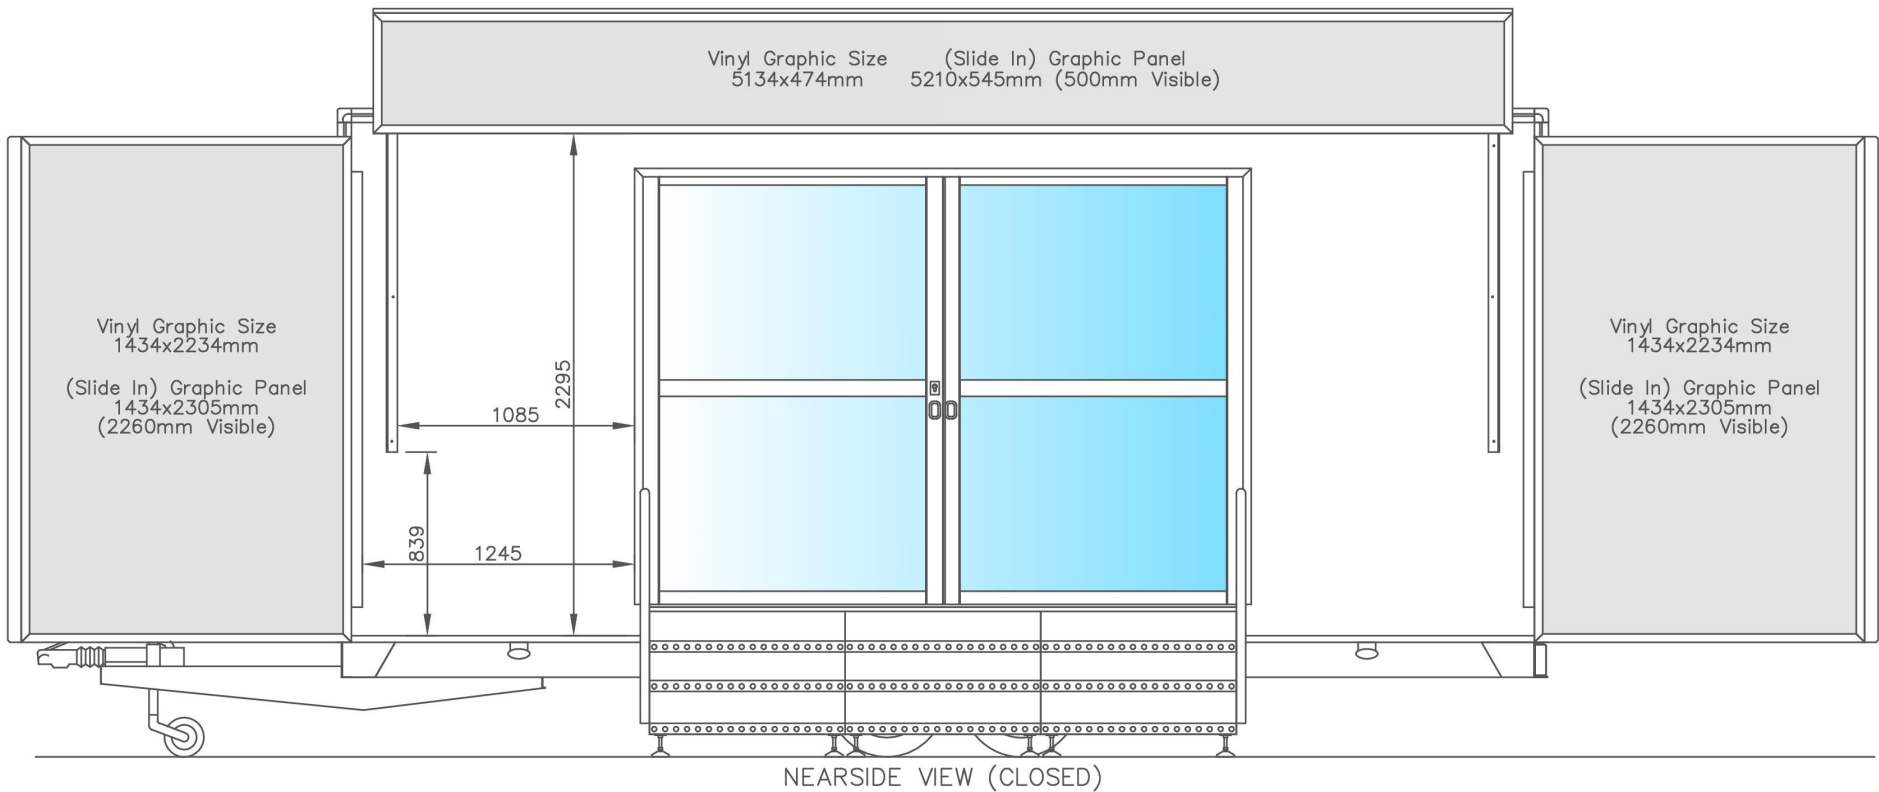 Vinyl Graphic Size (Slide In) Graphic Panel
5134x474mm 5210x545mm (500mm Visible)
Vinyl Graphic Size
1434x2234mm
(Slide In) Graphic Panel
1434x2305mm
(2260mm Visible)
2295
1085
839
1245
Vinyl Graphic Size
1434x2234mm
(Slide In) Graphic Panel
1434x2305mm
(2260mm Visible)
NEARSIDE VIEW (CLOSED)